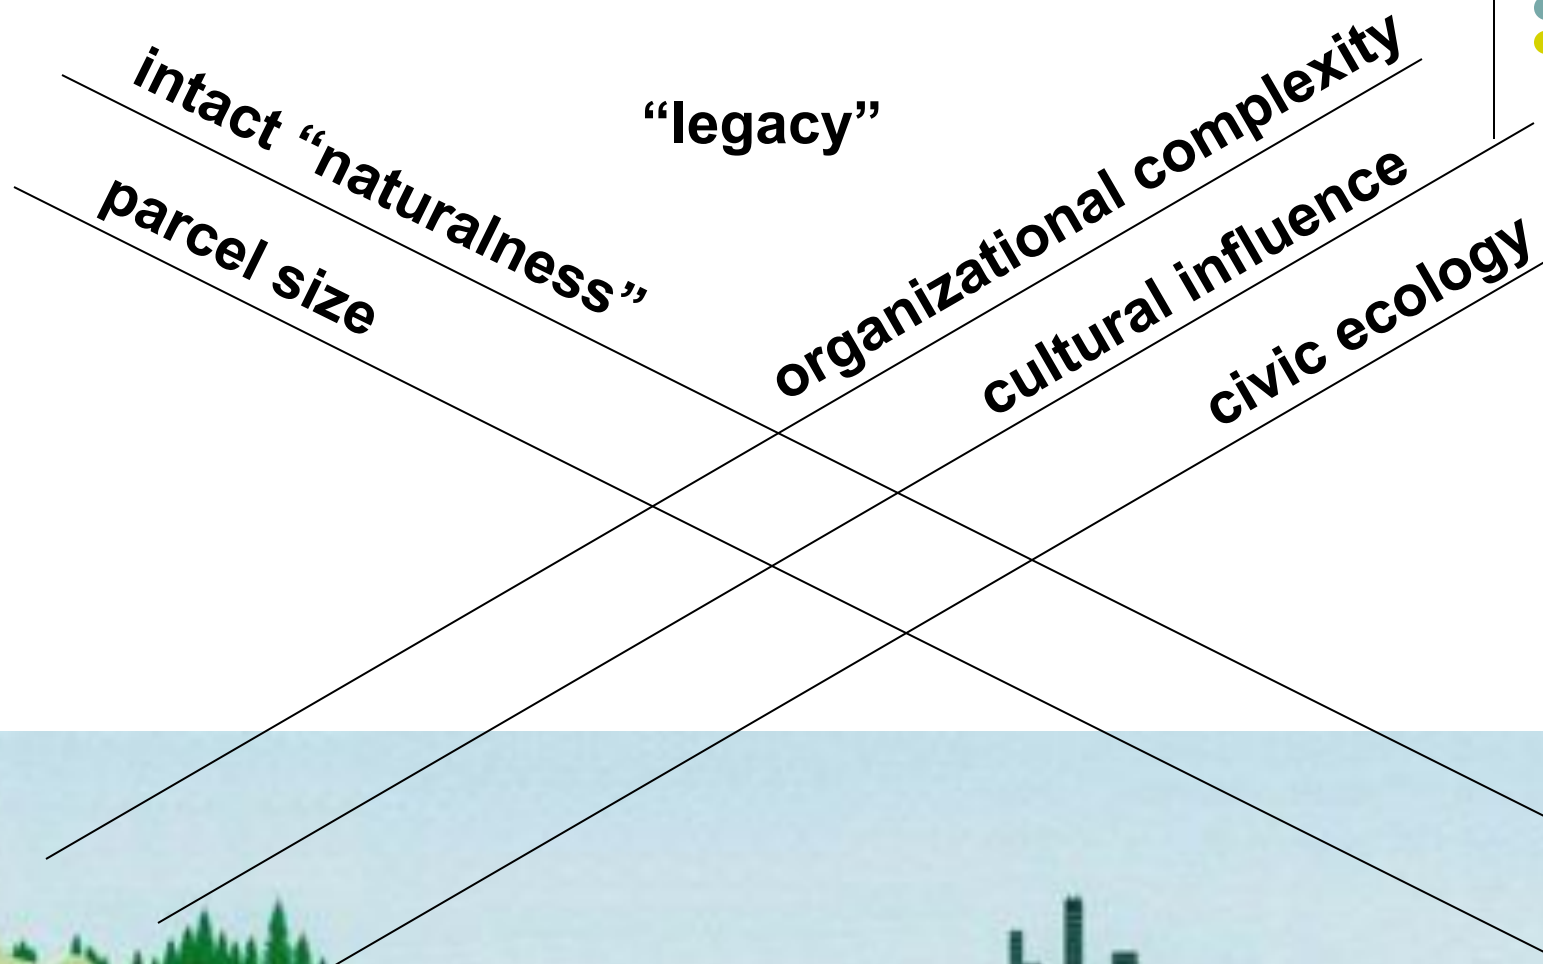 intact “naturalness”
parcel size
“legacy”
organizational complexity
cultural influence
civic ecology